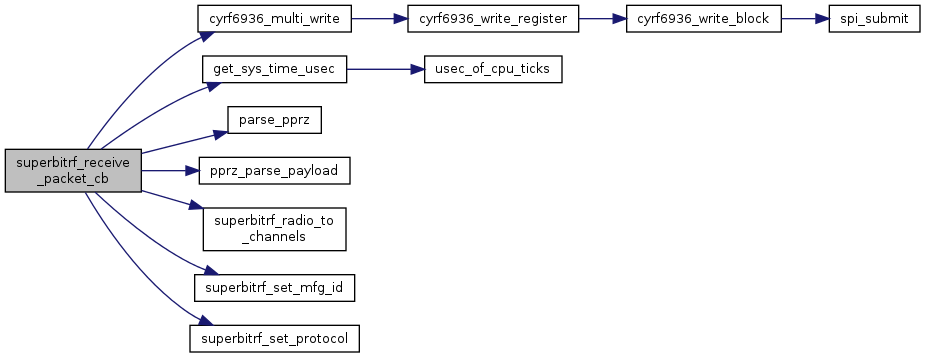 cyrf6936_multi_write
cyrf6936_write_register
cyrf6936_write_block
spi_submit
get_sys_time_usec
usec_of_cpu_ticks
parse_pprz
superbitrf_receive
_packet_cb
pprz_parse_payload
superbitrf_radio_to
_channels
superbitrf_set_mfg_id
superbitrf_set_protocol